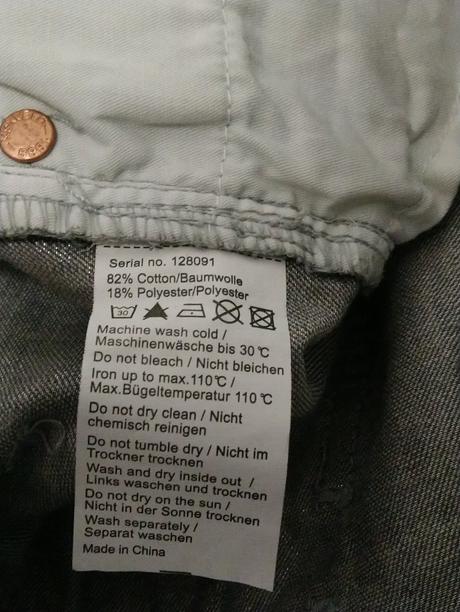 Serial no. 128091
82% Cotton/Baumwolle
18% Polyester/Polyester
30
Machine wash cold /
Maschinenwäsche bis 30 ℃
Do not bleach / Nicht bleichen
Iron up to max.110℃ /
Max.Bügeltemperatur 110 ℃
Do not dry clean / Nicht
chemisch reinigen
Do not tumble dry / Nicht im
Trockner trocknen
Wash and dry inside out /
Links waschen und trocknen
Do not dry on the sun /
Nicht in der Sonne trocknen
Wash separately /
Separat waschen
Made in China